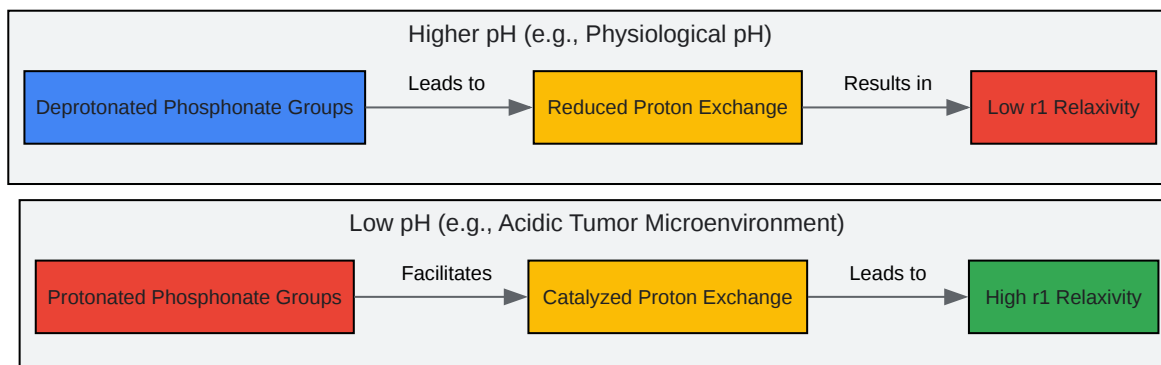 Higher pH (e.g., Physiological pH)
Deprotonated Phosphonate Groups
Leads to
Reduced Proton Exchange
Results in
Low r1 Relaxivity
Low pH (e.g., Acidic Tumor Microenvironment)
Protonated Phosphonate Groups
Facilitates
Catalyzed Proton Exchange
Leads to
High r1 Relaxivity